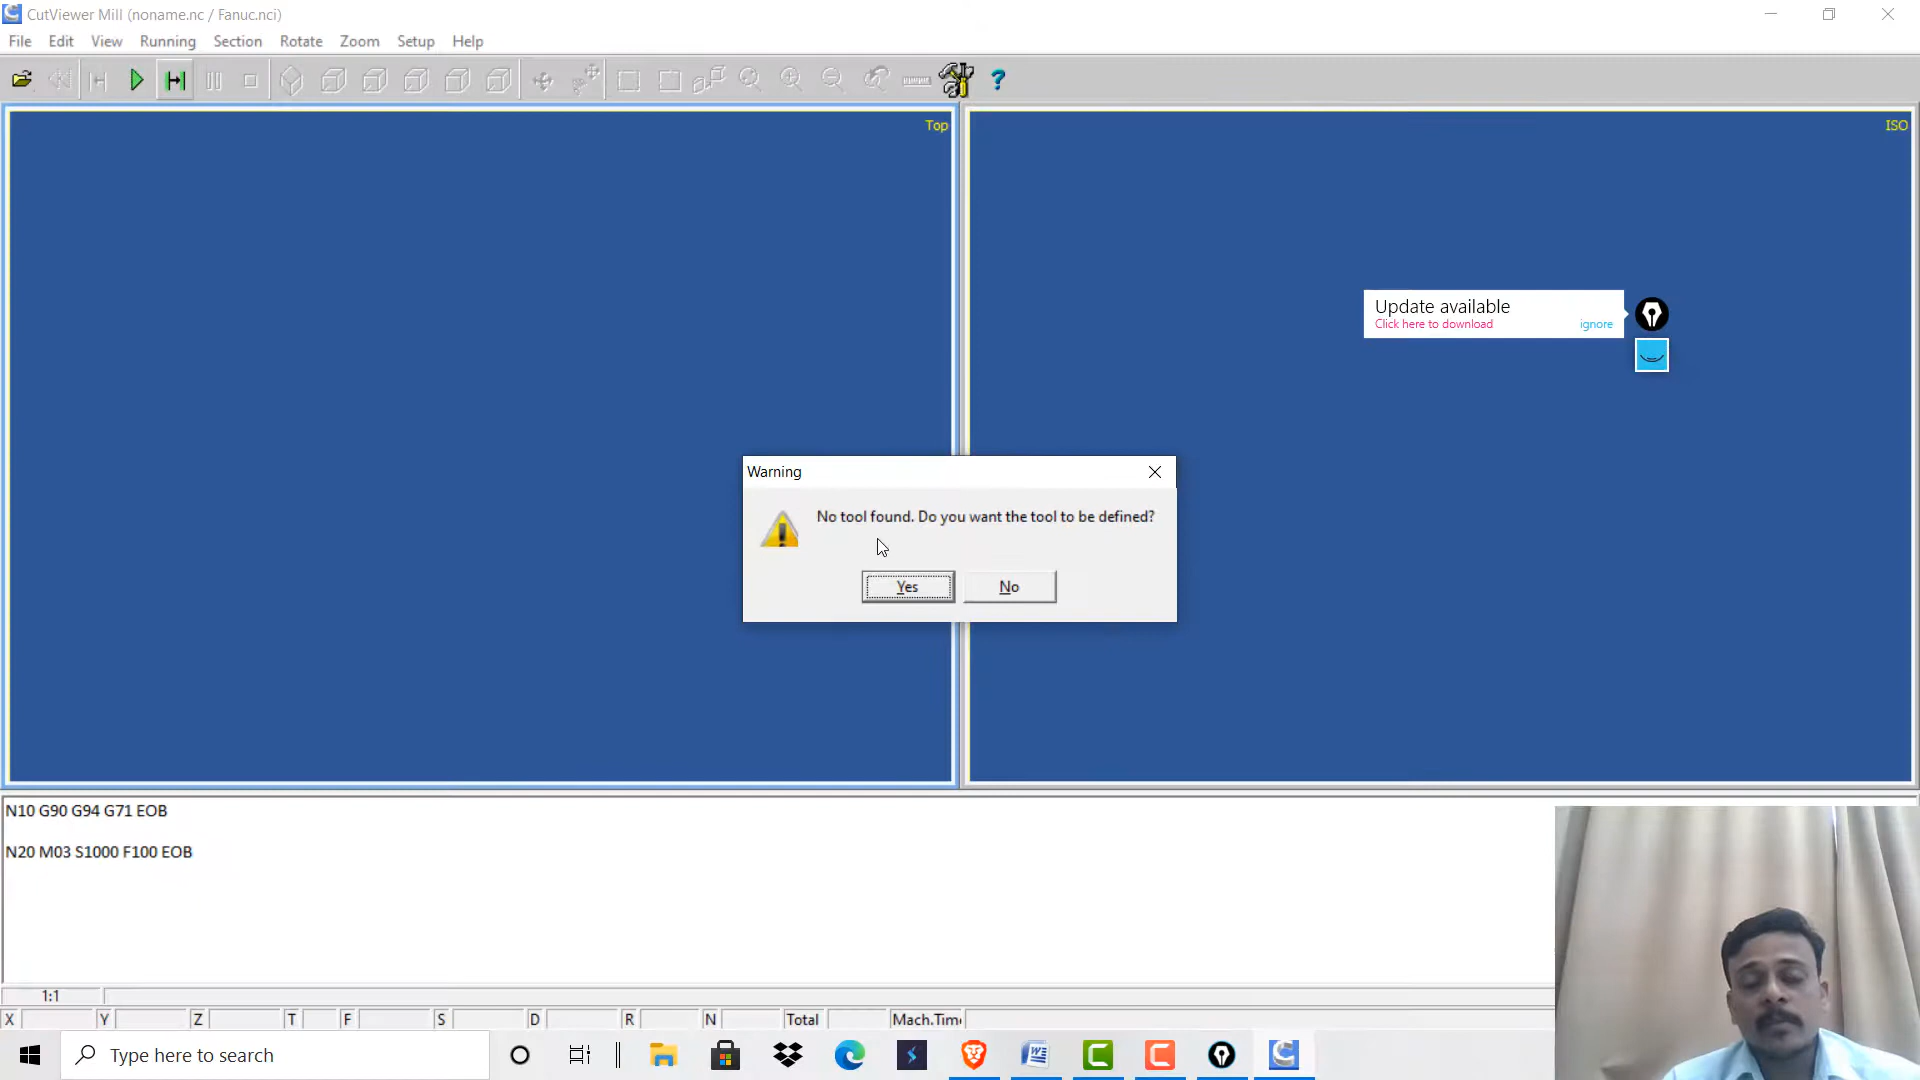 CutViewer Mill (noname.nc / Fanuc.nci)
File Edit View Running Section Rotate Zoom Setup Help
Top
ISO
Update available
Click here to download ignore
Warning
No tool found. Do you want the tool to be defined?
Yes No
N10 G90 G94 G71 EOB
N20 M03 S1000 F100 EOB
1:1
X Y Z T F S D R N Total Mach.Tim
Type here to search